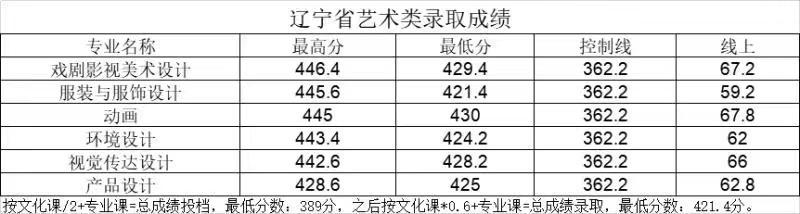 辽宁省艺术类录取成绩
专业名称 最高分 最低分 控制线 线上
戏剧影视美术设计 446.4 429.4 362.2 67.2
服装与服饰设计 445.6 421.4 362.2 59.2
动画 445 430 362.2 67.8
环境设计 443.4 424.2 362.2 62
视觉传达设计 442.6 428.2 362.2 66
产品设计 428.6 425 362.2 62.8
按文化课/2+专业课=总成绩投档，最低分数：389分，之后按文化课*0.6+专业课=总成绩录取，最低分数：421.4分。